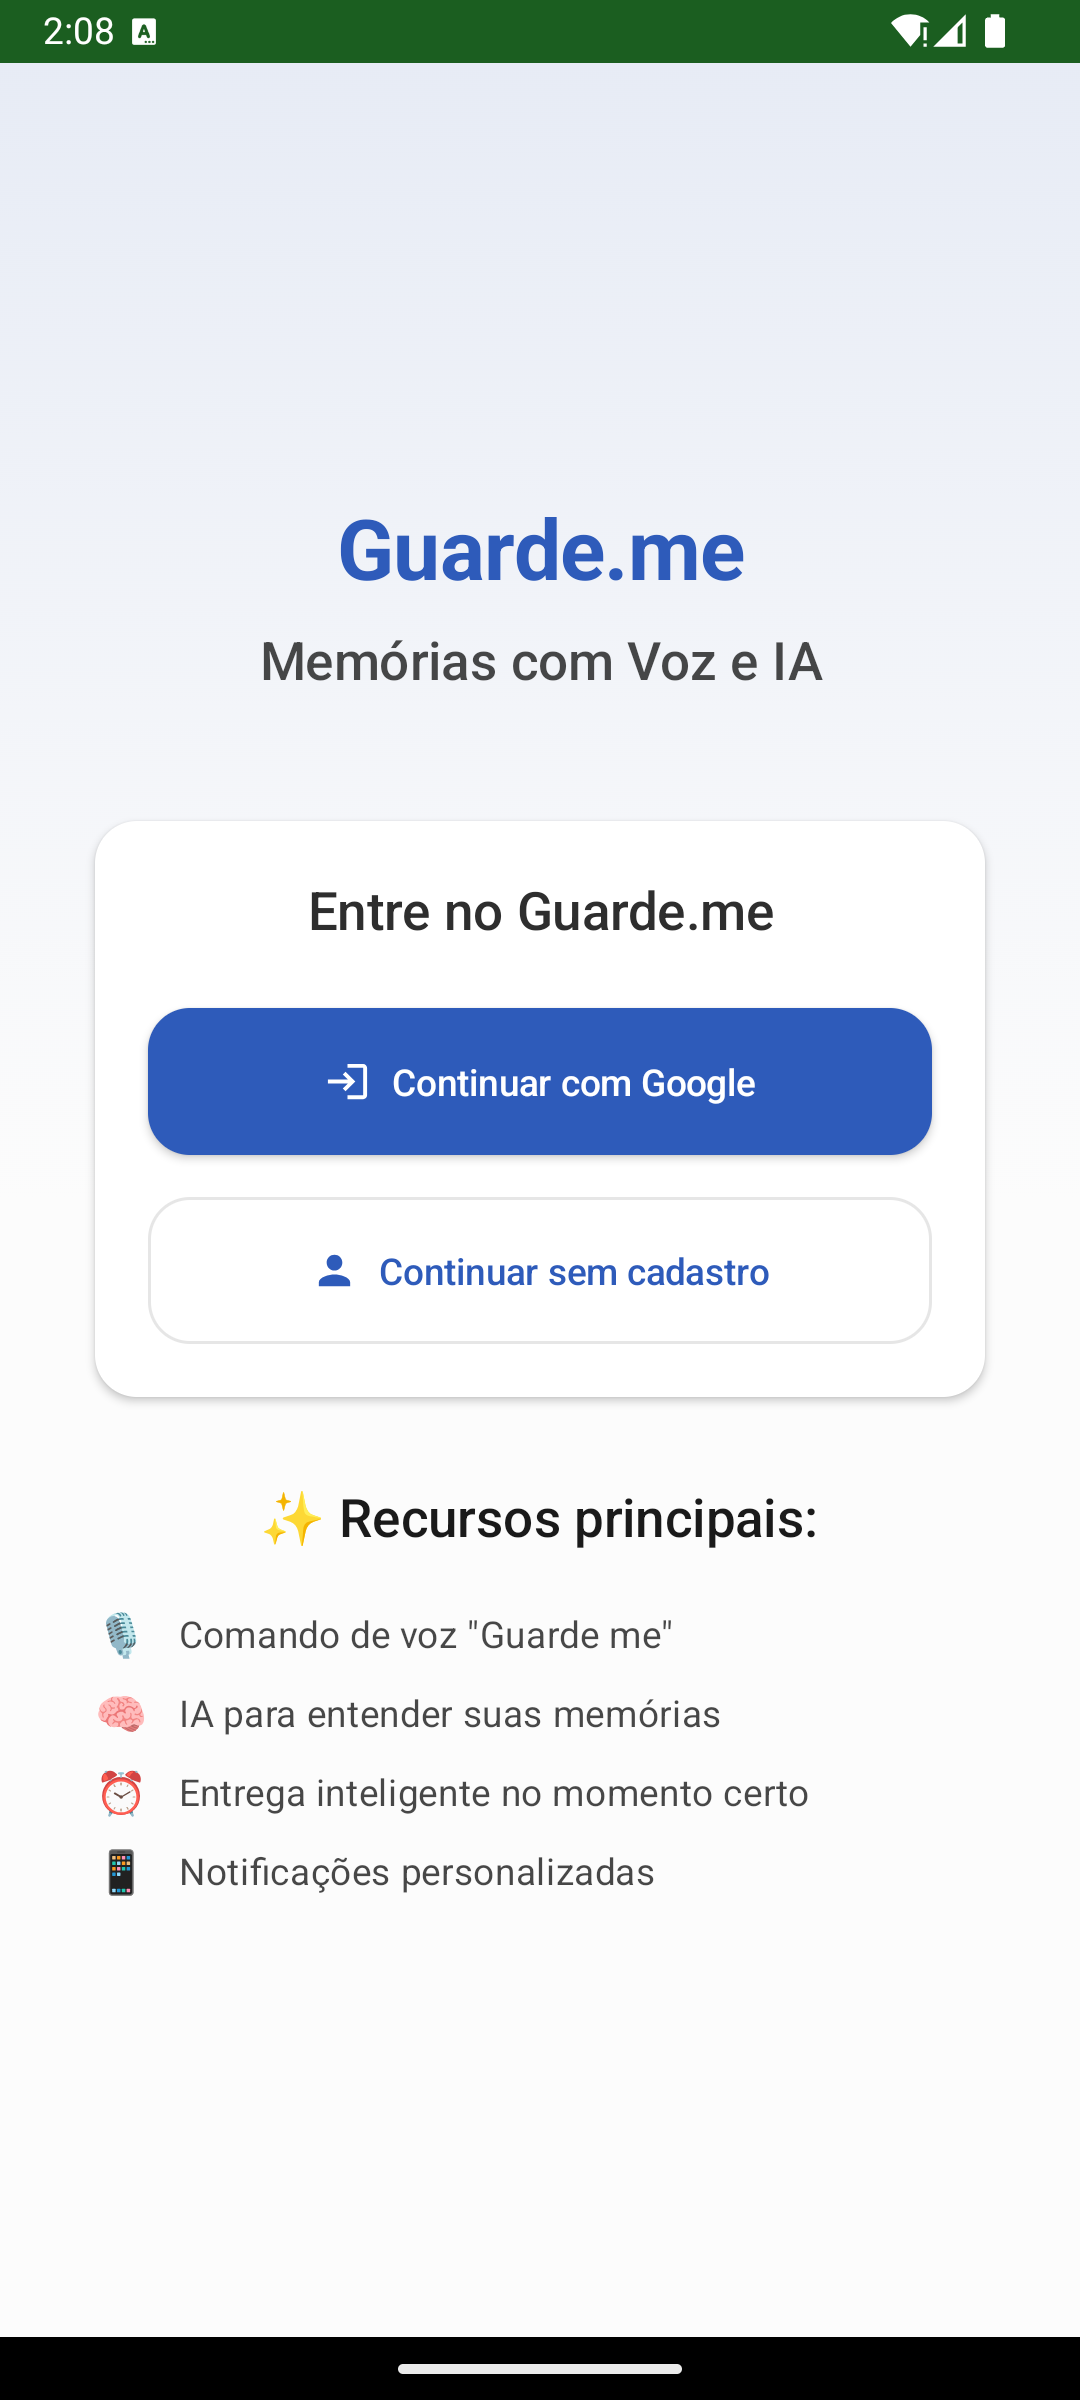 2:08
Guarde.me
Memórias com Voz e IA
Entre no Guarde.me
Continuar com Google
Continuar sem cadastro
✨ Recursos principais:
🎙️ Comando de voz "Guarde me"
🧠 IA para entender suas memórias
⏰ Entrega inteligente no momento certo
📱 Notificações personalizadas